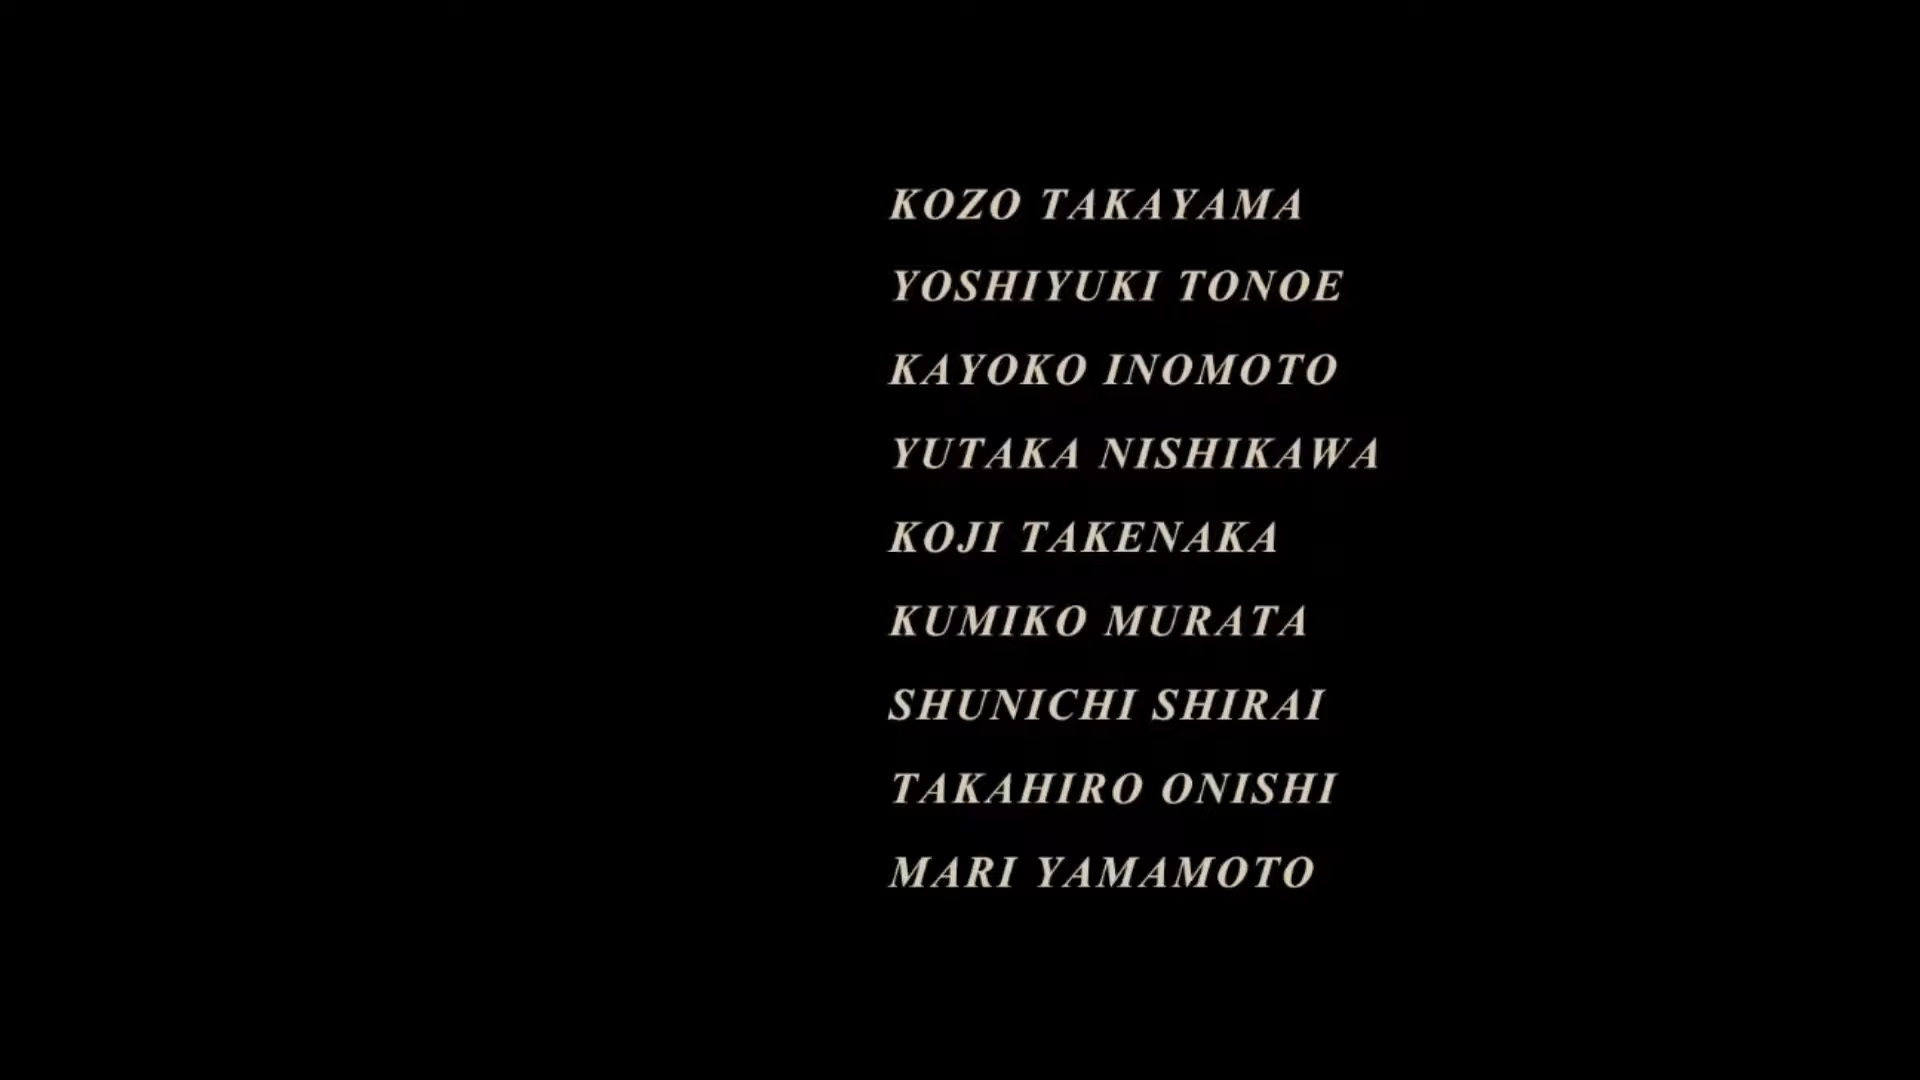 KOZO TAKAYAMA
YOSHIYUKI TONOE
KAYOKO INOMOTO
YUTAKA NISHIKAWA
KOJI TAKENAKA
KUMIKO MURATA
SHUNICHI SHIRAI
TAKAHIRO ONISHI
MARI YAMAMOTO